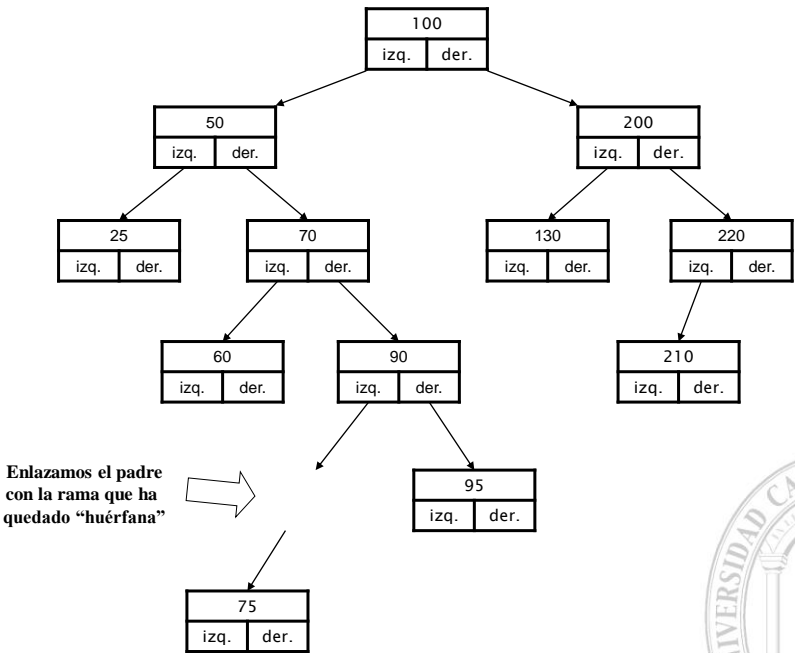 100
izq. der.
50
izq. der.
200
izq. der.
25
izq. der.
70
izq. der.
130
izq. der.
220
izq. der.
60
izq. der.
90
izq. der.
210
izq. der.
Enlazamos el padre
con la rama que ha
quedado “huérfana”
95
izq. der.
75
izq. der.